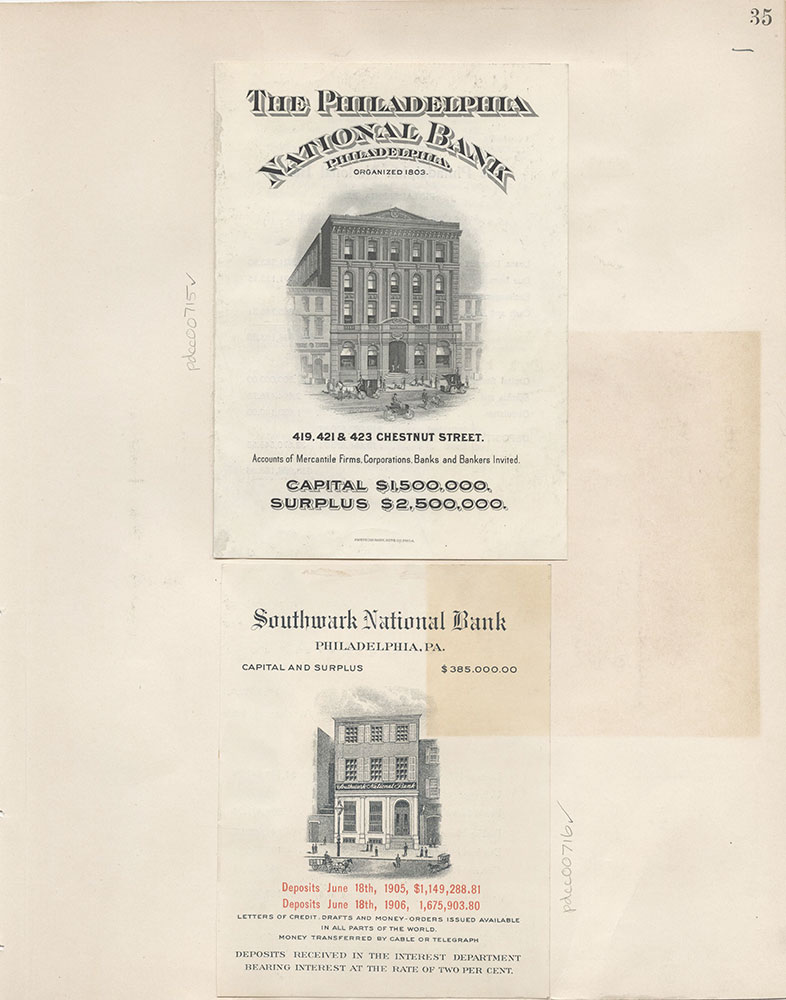 35
THE PHILADELPHIA
NATIONAL BANK
PHILADELPHIA.
ORGANIZED 1803.
pdcc00715✓
419, 421 & 423 CHESTNUT STREET.
Accounts of Mercantile Firms, Corporations, Banks and Bankers Invited.
CAPITAL $1,500,000.
SURPLUS $2,500,000.
Southwark National Bank
PHILADELPHIA, PA.
CAPITAL AND SURPLUS $385.000.00
Southwark National Bank
pdcc00716✓
Deposits June 18th, 1905, $1,149,288.81
Deposits June 18th, 1906, 1,675,903.80
LETTERS OF CREDIT, DRAFTS AND MONEY-ORDERS ISSUED AVAILABLE
IN ALL PARTS OF THE WORLD.
MONEY TRANSFERRED BY CABLE OR TELEGRAPH
DEPOSITS RECEIVED IN THE INTEREST DEPARTMENT
BEARING INTEREST AT THE RATE OF TWO PER CENT.